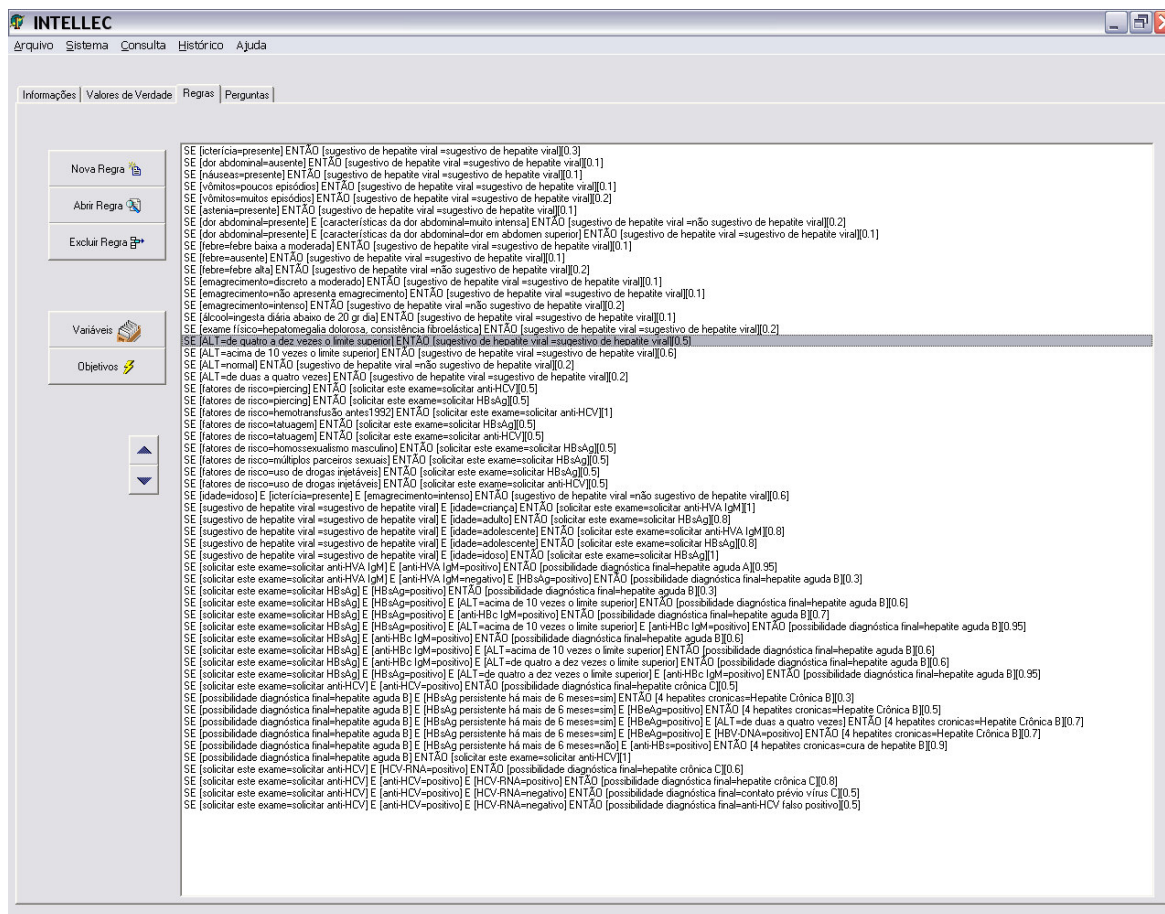 INTELLEC
Arquivo Sistema Consulta Histórico Ajuda
Informações Valores de Verdade Regras Perguntas
Nova Regra
Abrir Regra
Excluir Regra
Variáveis
Objetivos
SE [icterícia=presente] ENTÃO [sugestivo de hepatite viral =sugestivo de hepatite viral][0.3]
SE [dor abdominal=ausente] ENTÃO [sugestivo de hepatite viral =sugestivo de hepatite viral][0.1]
SE [náuseas=presente] ENTÃO [sugestivo de hepatite viral =sugestivo de hepatite viral][0.1]
SE [vômitos=poucos episódios] ENTÃO [sugestivo de hepatite viral =sugestivo de hepatite viral][0.1]
SE [vômitos=muitos episódios] ENTÃO [sugestivo de hepatite viral =sugestivo de hepatite viral][0.2]
SE [astenia=presente] ENTÃO [sugestivo de hepatite viral =sugestivo de hepatite viral][0.1]
SE [dor abdominal=presente] E [características da dor abdominal=muito intensa] ENTÃO [sugestivo de hepatite viral =não sugestivo de hepatite viral][0.2]
SE [dor abdominal=presente] E [características da dor abdominal=dor em abdomen superior] ENTÃO [sugestivo de hepatite viral =sugestivo de hepatite viral][0.1]
SE [febre=febre baixa a moderada] ENTÃO [sugestivo de hepatite viral =sugestivo de hepatite viral][0.1]
SE [febre=ausente] ENTÃO [sugestivo de hepatite viral =sugestivo de hepatite viral][0.1]
SE [febre=febre alta] ENTÃO [sugestivo de hepatite viral =não sugestivo de hepatite viral][0.2]
SE [emagrecimento=discreto a moderado] ENTÃO [sugestivo de hepatite viral =sugestivo de hepatite viral][0.1]
SE [emagrecimento=não apresenta emagrecimento] ENTÃO [sugestivo de hepatite viral =sugestivo de hepatite viral][0.1]
SE [emagrecimento=intenso] ENTÃO [sugestivo de hepatite viral =não sugestivo de hepatite viral][0.2]
SE [álcool=ingesta diária abaixo de 20 gr dia] ENTÃO [sugestivo de hepatite viral =sugestivo de hepatite viral][0.1]
SE [exame físico=hepatomegalia dolorosa, consistência fibroelástica] ENTÃO [sugestivo de hepatite viral =sugestivo de hepatite viral][0.2]
SE [ALT=de quatro a dez vezes o limite superior] ENTÃO [sugestivo de hepatite viral =sugestivo de hepatite viral][0.5]
SE [ALT=acima de 10 vezes o limite superior] ENTÃO [sugestivo de hepatite viral =sugestivo de hepatite viral][0.6]
SE [ALT=normal] ENTÃO [sugestivo de hepatite viral =não sugestivo de hepatite viral][0.2]
SE [ALT=de duas a quatro vezes] ENTÃO [sugestivo de hepatite viral =sugestivo de hepatite viral][0.2]
SE [fatores de risco=piercing] ENTÃO [solicitar este exame=solicitar anti-HCV][0.5]
SE [fatores de risco=piercing] ENTÃO [solicitar este exame=solicitar HBsAg][0.5]
SE [fatores de risco=hemotransfusão antes1992] ENTÃO [solicitar este exame=solicitar anti-HCV][1]
SE [fatores de risco=tatuagem] ENTÃO [solicitar este exame=solicitar HBsAg][0.5]
SE [fatores de risco=tatuagem] ENTÃO [solicitar este exame=solicitar anti-HCV][0.5]
SE [fatores de risco=homossexualismo masculino] ENTÃO [solicitar este exame=solicitar HBsAg][0.5]
SE [fatores de risco=múltiplos parceiros sexuais] ENTÃO [solicitar este exame=solicitar HBsAg][0.5]
SE [fatores de risco=uso de drogas injetáveis] ENTÃO [solicitar este exame=solicitar HBsAg][0.5]
SE [fatores de risco=uso de drogas injetáveis] ENTÃO [solicitar este exame=solicitar anti-HCV][0.5]
SE [idade=idoso] E [icterícia=presente] E [emagrecimento=intenso] ENTÃO [sugestivo de hepatite viral =não sugestivo de hepatite viral][0.6]
SE [sugestivo de hepatite viral =sugestivo de hepatite viral] E [idade=criança] ENTÃO [solicitar este exame=solicitar anti-HVA IgM][1]
SE [sugestivo de hepatite viral =sugestivo de hepatite viral] E [idade=adulto] ENTÃO [solicitar este exame=solicitar HBsAg][0.8]
SE [sugestivo de hepatite viral =sugestivo de hepatite viral] E [idade=adolescente] ENTÃO [solicitar este exame=solicitar anti-HVA IgM][0.8]
SE [sugestivo de hepatite viral =sugestivo de hepatite viral] E [idade=adolescente] ENTÃO [solicitar este exame=solicitar HBsAg][0.8]
SE [sugestivo de hepatite viral =sugestivo de hepatite viral] E [idade=idoso] ENTÃO [solicitar este exame=solicitar HBsAg][1]
SE [solicitar este exame=solicitar anti-HVA IgM] E [anti-HVA IgM=positivo] ENTÃO [possibilidade diagnóstica final=hepatite aguda A][0.95]
SE [solicitar este exame=solicitar anti-HVA IgM] E [anti-HVA IgM=negativo] E [HBsAg=positivo] ENTÃO [possibilidade diagnóstica final=hepatite aguda B][0.3]
SE [solicitar este exame=solicitar HBsAg] E [HBsAg=positivo] ENTÃO [possibilidade diagnóstica final=hepatite aguda B][0.3]
SE [solicitar este exame=solicitar HBsAg] E [HBsAg=positivo] E [ALT=acima de 10 vezes o limite superior] ENTÃO [possibilidade diagnóstica final=hepatite aguda B][0.6]
SE [solicitar este exame=solicitar HBsAg] E [HBsAg=positivo] E [anti-HBc IgM=positivo] ENTÃO [possibilidade diagnóstica final=hepatite aguda B][0.7]
SE [solicitar este exame=solicitar HBsAg] E [HBsAg=positivo] E [ALT=acima de 10 vezes o limite superior] E [anti-HBc IgM=positivo] ENTÃO [possibilidade diagnóstica final=hepatite aguda B][0.95]
SE [solicitar este exame=solicitar HBsAg] E [anti-HBc IgM=positivo] ENTÃO [possibilidade diagnóstica final=hepatite aguda B][0.6]
SE [solicitar este exame=solicitar HBsAg] E [anti-HBc IgM=positivo] E [ALT=acima de 10 vezes o limite superior] ENTÃO [possibilidade diagnóstica final=hepatite aguda B][0.6]
SE [solicitar este exame=solicitar HBsAg] E [anti-HBc IgM=positivo] E [ALT=de quatro a dez vezes o limite superior] ENTÃO [possibilidade diagnóstica final=hepatite aguda B][0.6]
SE [solicitar este exame=solicitar HBsAg] E [HBsAg=positivo] E [ALT=de quatro a dez vezes o limite superior] E [anti-HBc IgM=positivo] ENTÃO [possibilidade diagnóstica final=hepatite aguda B][0.95]
SE [solicitar este exame=solicitar anti-HCV] E [anti-HCV=positivo] ENTÃO [possibilidade diagnóstica final=hepatite crônica C][0.5]
SE [possibilidade diagnóstica final=hepatite aguda B] E [HBsAg persistente há mais de 6 meses=sim] ENTÃO [4 hepatites cronicas=Hepatite Crônica B][0.3]
SE [possibilidade diagnóstica final=hepatite aguda B] E [HBsAg persistente há mais de 6 meses=sim] E [HBeAg=positivo] ENTÃO [4 hepatites cronicas=Hepatite Crônica B][0.5]
SE [possibilidade diagnóstica final=hepatite aguda B] E [HBsAg persistente há mais de 6 meses=sim] E [HBeAg=positivo] E [ALT=de duas a quatro vezes] ENTÃO [4 hepatites cronicas=Hepatite Crônica B][0.7]
SE [possibilidade diagnóstica final=hepatite aguda B] E [HBsAg persistente há mais de 6 meses=sim] E [HBeAg=positivo] E [HBV-DNA=positivo] ENTÃO [4 hepatites cronicas=Hepatite Crônica B][0.7]
SE [possibilidade diagnóstica final=hepatite aguda B] E [HBsAg persistente há mais de 6 meses=não] E [anti-HBs=positivo] ENTÃO [4 hepatites cronicas=cura de hepatite B][0.9]
SE [possibilidade diagnóstica final=hepatite aguda B] ENTÃO [solicitar este exame=solicitar anti-HCV][1]
SE [solicitar este exame=solicitar anti-HCV] E [HCV-RNA=positivo] ENTÃO [possibilidade diagnóstica final=hepatite crônica C][0.6]
SE [solicitar este exame=solicitar anti-HCV] E [anti-HCV=positivo] E [HCV-RNA=positivo] ENTÃO [possibilidade diagnóstica final=hepatite crônica C][0.8]
SE [solicitar este exame=solicitar anti-HCV] E [anti-HCV=positivo] E [HCV-RNA=negativo] ENTÃO [possibilidade diagnóstica final=contato prévio vírus C][0.5]
SE [solicitar este exame=solicitar anti-HCV] E [anti-HCV=positivo] E [HCV-RNA=negativo] ENTÃO [possibilidade diagnóstica final=anti-HCV falso positivo][0.5]